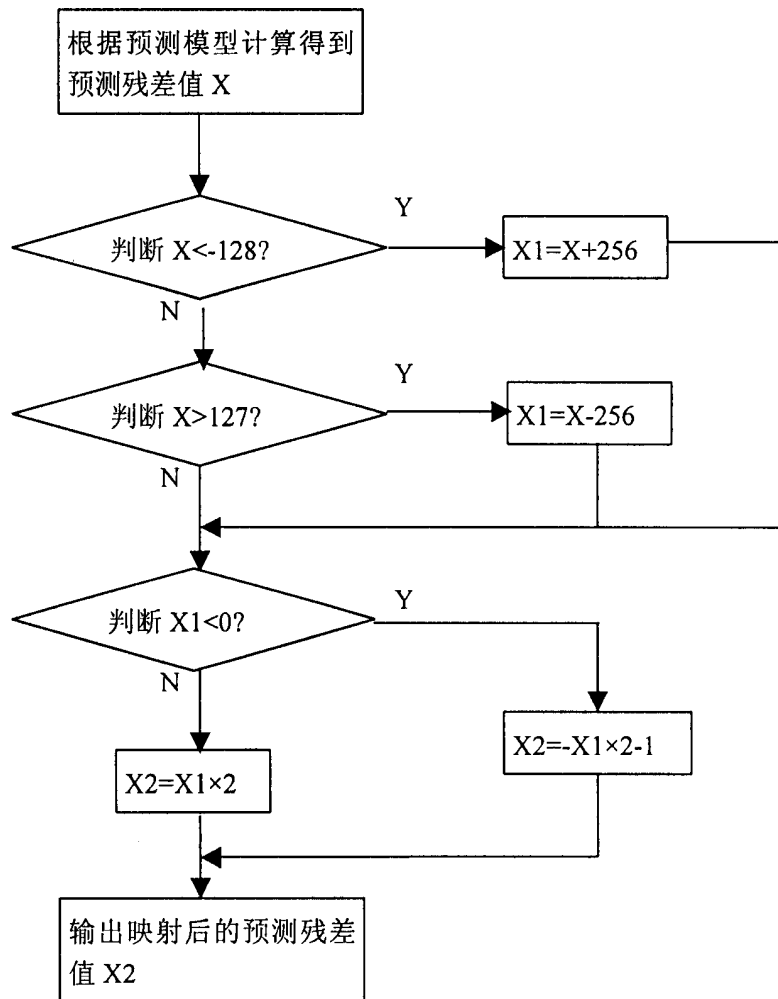 根据预测模型计算得到
预测残差值 X
判断 X<-128?
Y
X1=X+256
N
判断 X>127?
Y
X1=X-256
N
判断 X1<0?
Y
N
X2=X1×2
X2=-X1×2-1
输出映射后的预测残差
值 X2